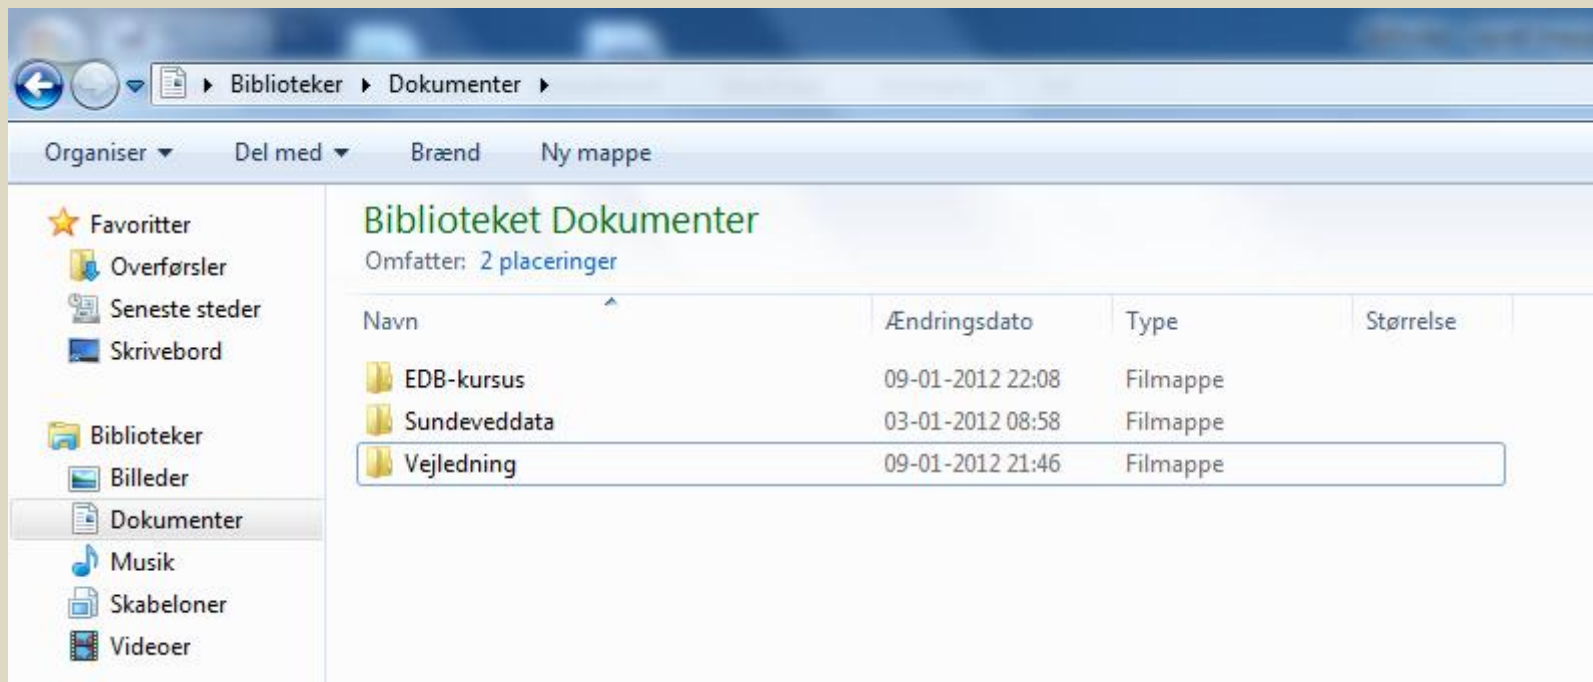 Biblioteker Dokumenter
Organiser Del med Brænd Ny mappe
Favoritter
Overførsler
Seneste steder
Skrivebord
Biblioteker
Billeder
Dokumenter
Musik
Skabeloner
Videoer
Biblioteket Dokumenter
Omfatter: 2 placeringer
Navn Ændringsdato Type Størrelse
EDB-kursus 09-01-2012 22:08 Filmappe
Sundeveddata 03-01-2012 08:58 Filmappe
Vejledning 09-01-2012 21:46 Filmappe